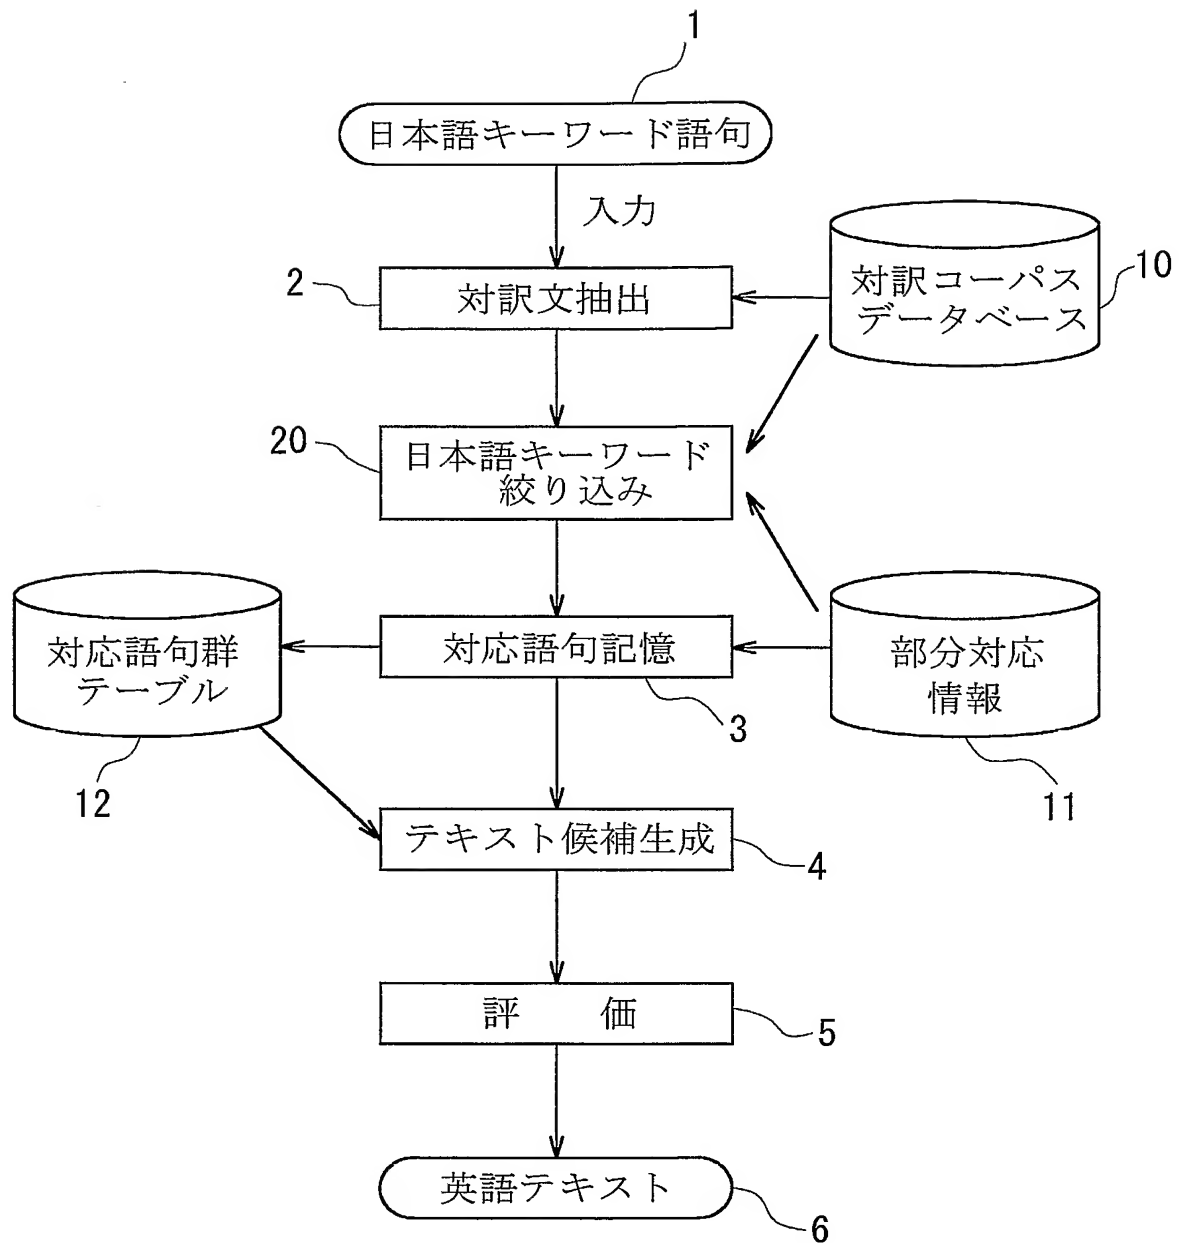 1
日本語キーワード語句
入力
2
対訳文抽出
対訳コーパス
データベース
10
20
日本語キーワード
絞り込み
対応語句群
テーブル
12
対応語句記憶
3
部分対応
情報
11
テキスト候補生成
4
評 価
5
英語テキスト
6